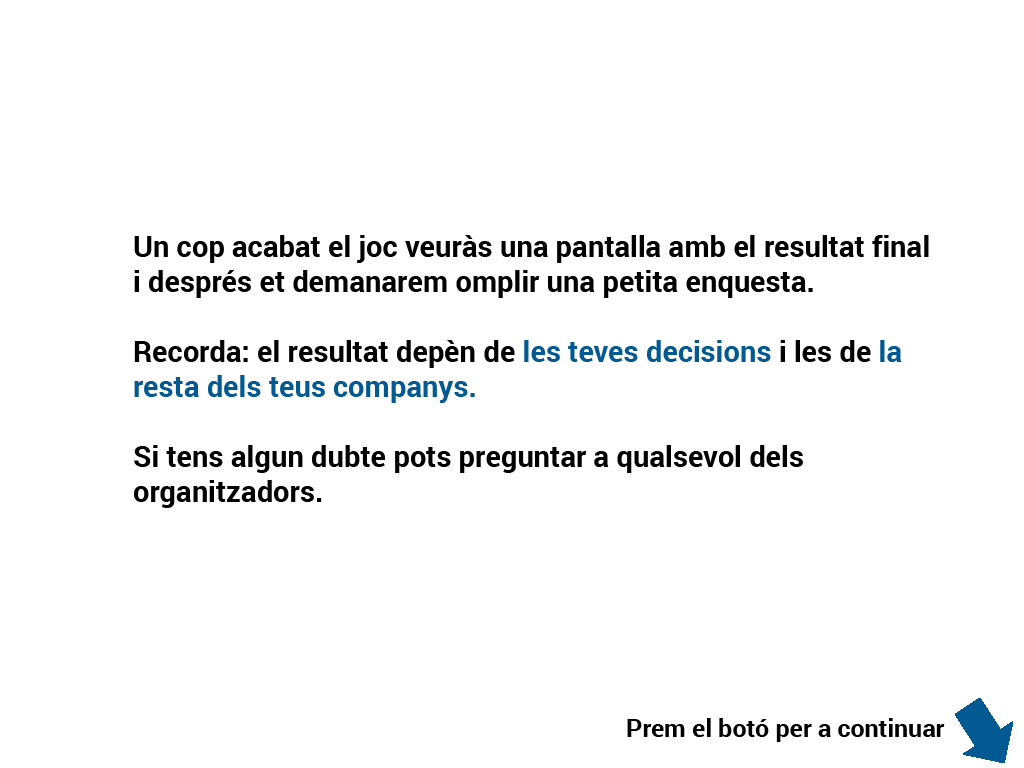 Un cop acabat el joc veuràs una pantalla amb el resultat final
i després et demanarem omplir una petita enquesta.
Recorda: el resultat depèn de les teves decisions i les de la
resta dels teus companys.
Si tens algun dubte pots preguntar a qualsevol dels
organitzadors.
Prem el botó per a continuar